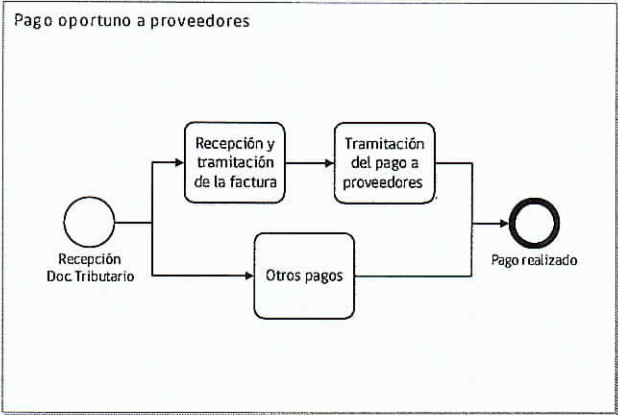 Pago oportuno a proveedores
Recepción y
tramitación
de la factura
Tramitación
del pago a
proveedores
Recepción
Doc. Tributario
Otros pagos
Pago realizado